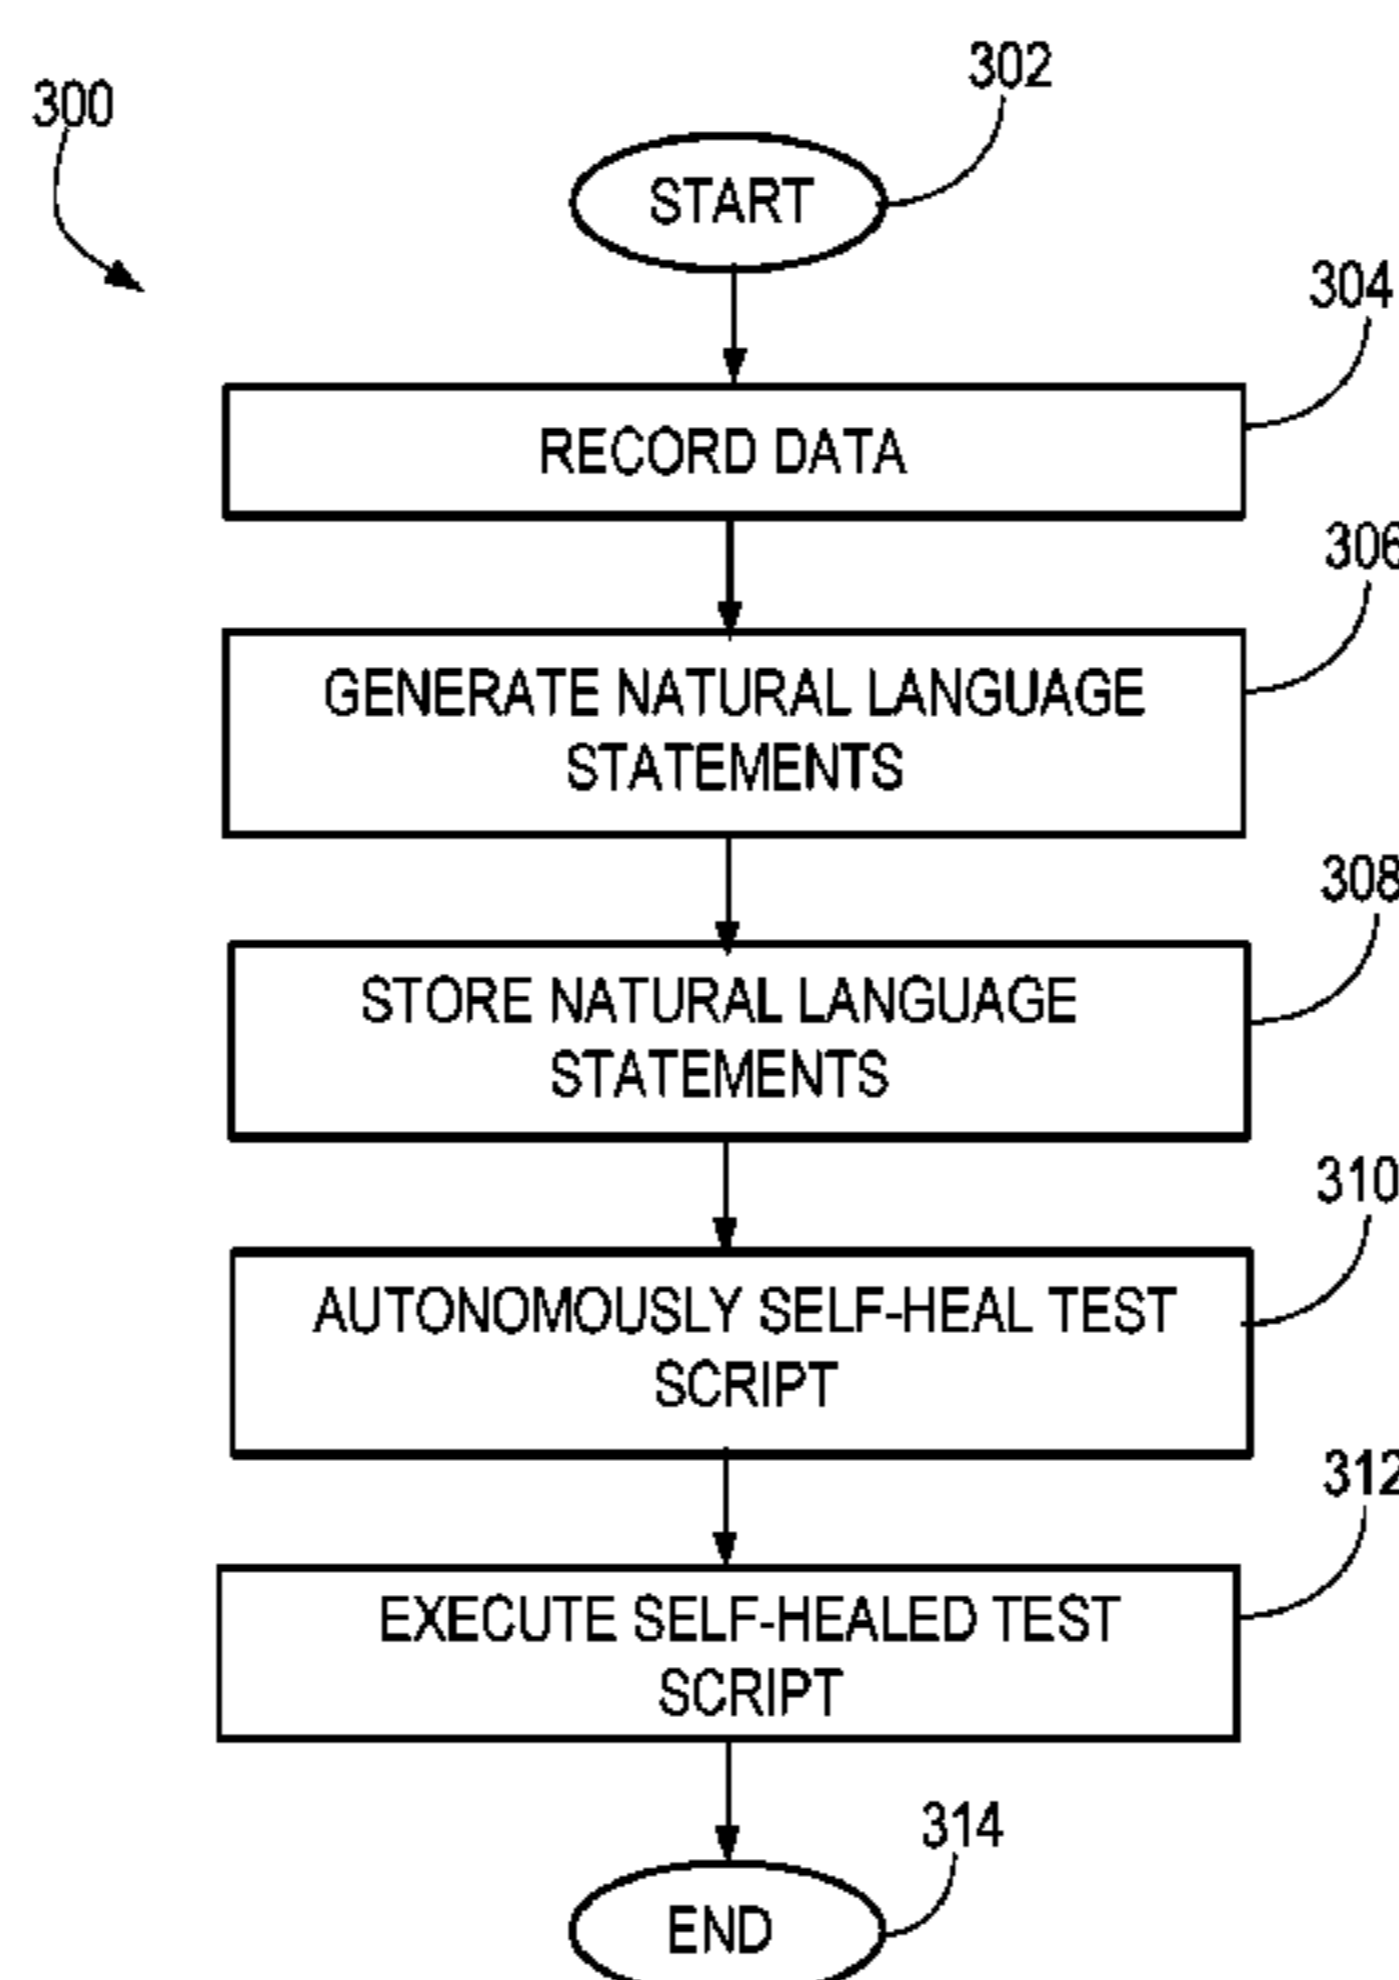 302
300
START
304
RECORD DATA
306
GENERATE NATURAL LANGUAGE
STATEMENTS
308
STORE NATURAL LANGUAGE
STATEMENTS
310
AUTONOMOUSLY SELF-HEAL TEST
SCRIPT
312
EXECUTE SELF-HEALED TEST
SCRIPT
314
END